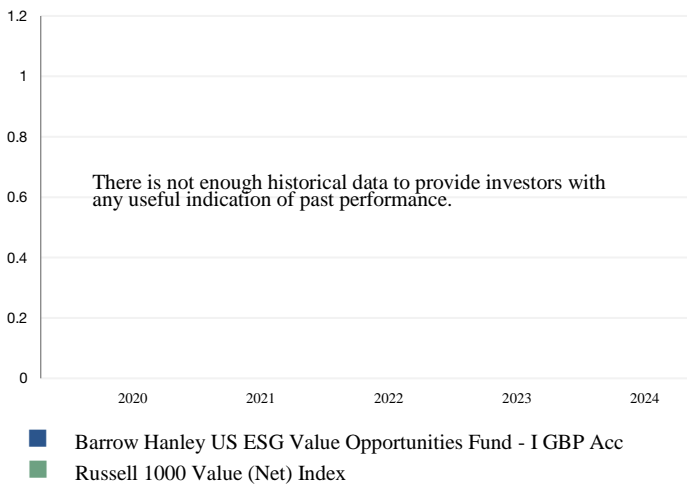 1.2
1
0.8
There is not enough historical data to provide investors with
0.6
any useful indication of past performance.
0.4
0.2
0
2020 2021 2022 2023 2024
Barrow Hanley US ESG Value Opportunities Fund - I GBP Acc
Russell 1000 Value (Net) Index